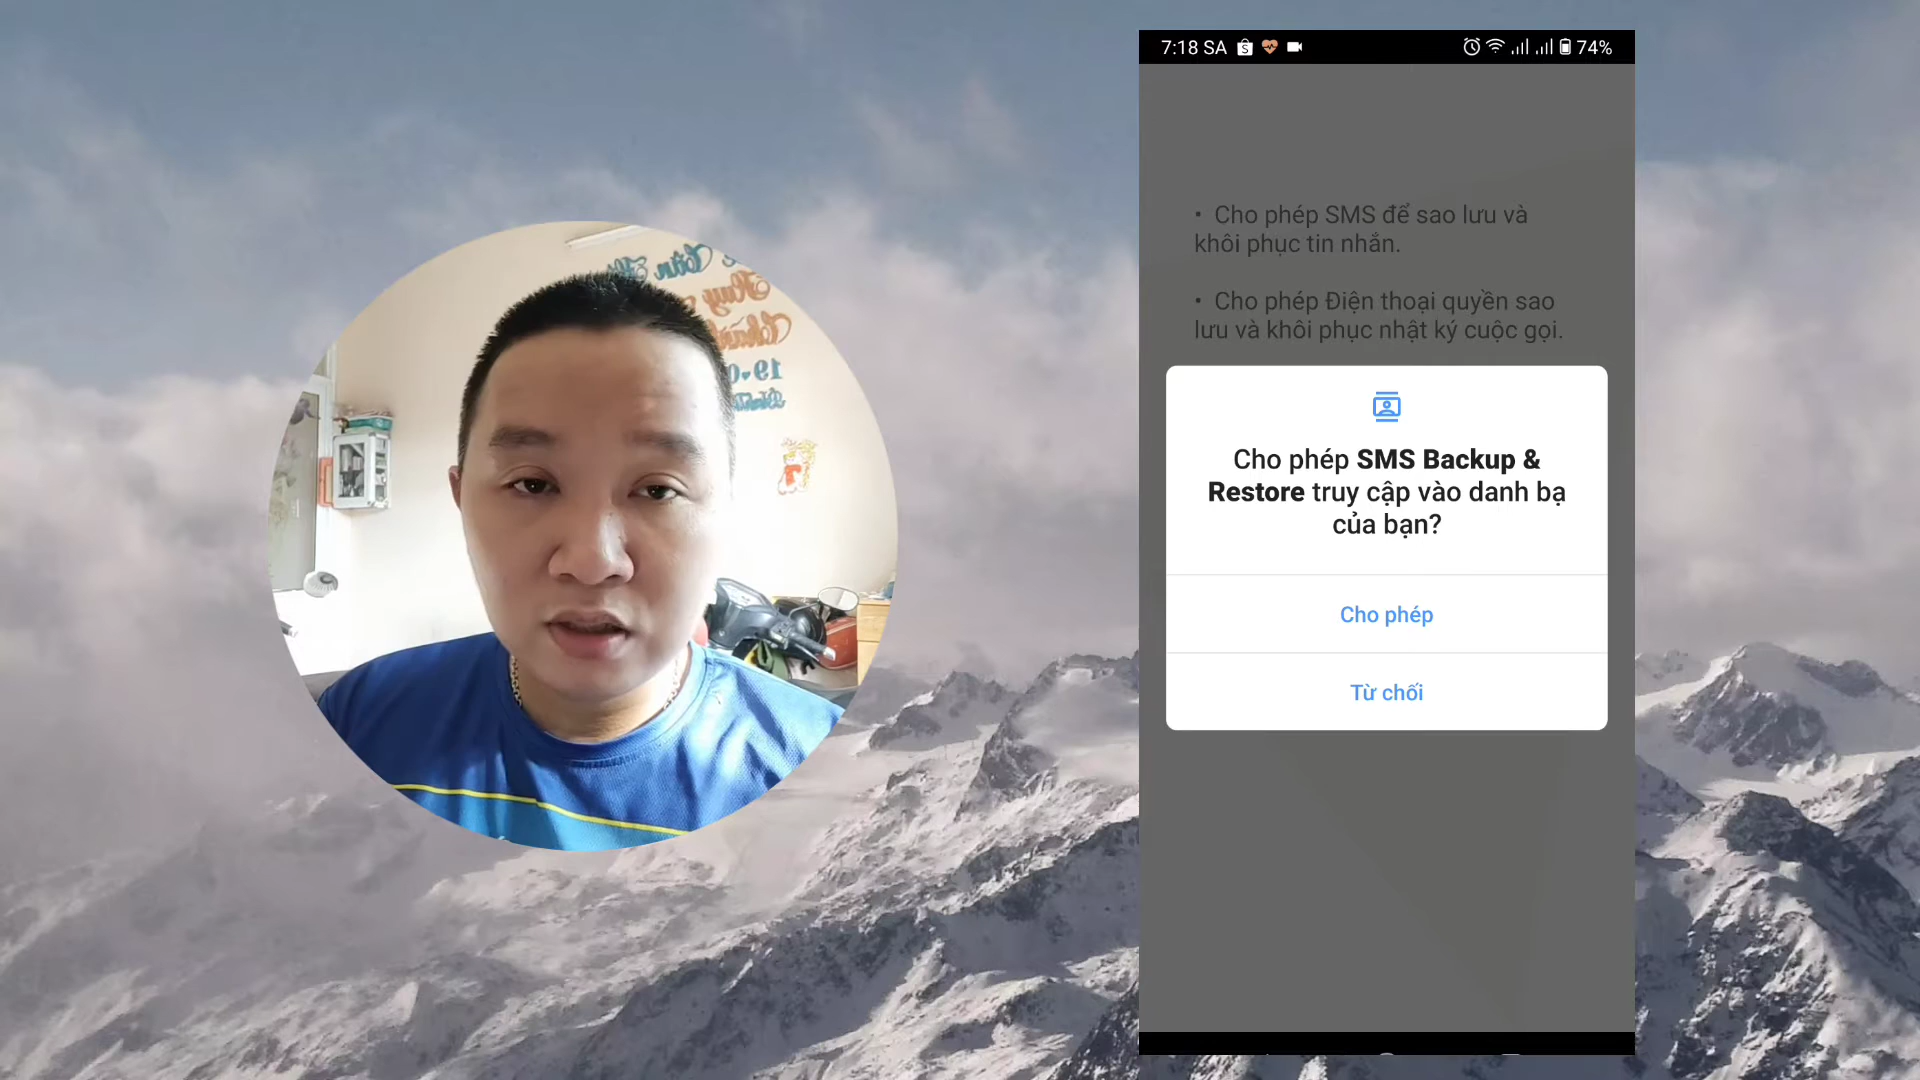 7:18 SA
74%
• Cho phép SMS để sao lưu và
khôi phục tin nhắn.
• Cho phép Điện thoại quyền sao
lưu và khôi phục nhật ký cuộc gọi.
Cho phép SMS Backup &
Restore truy cập vào danh bạ
của bạn?
Cho phép
Từ chối